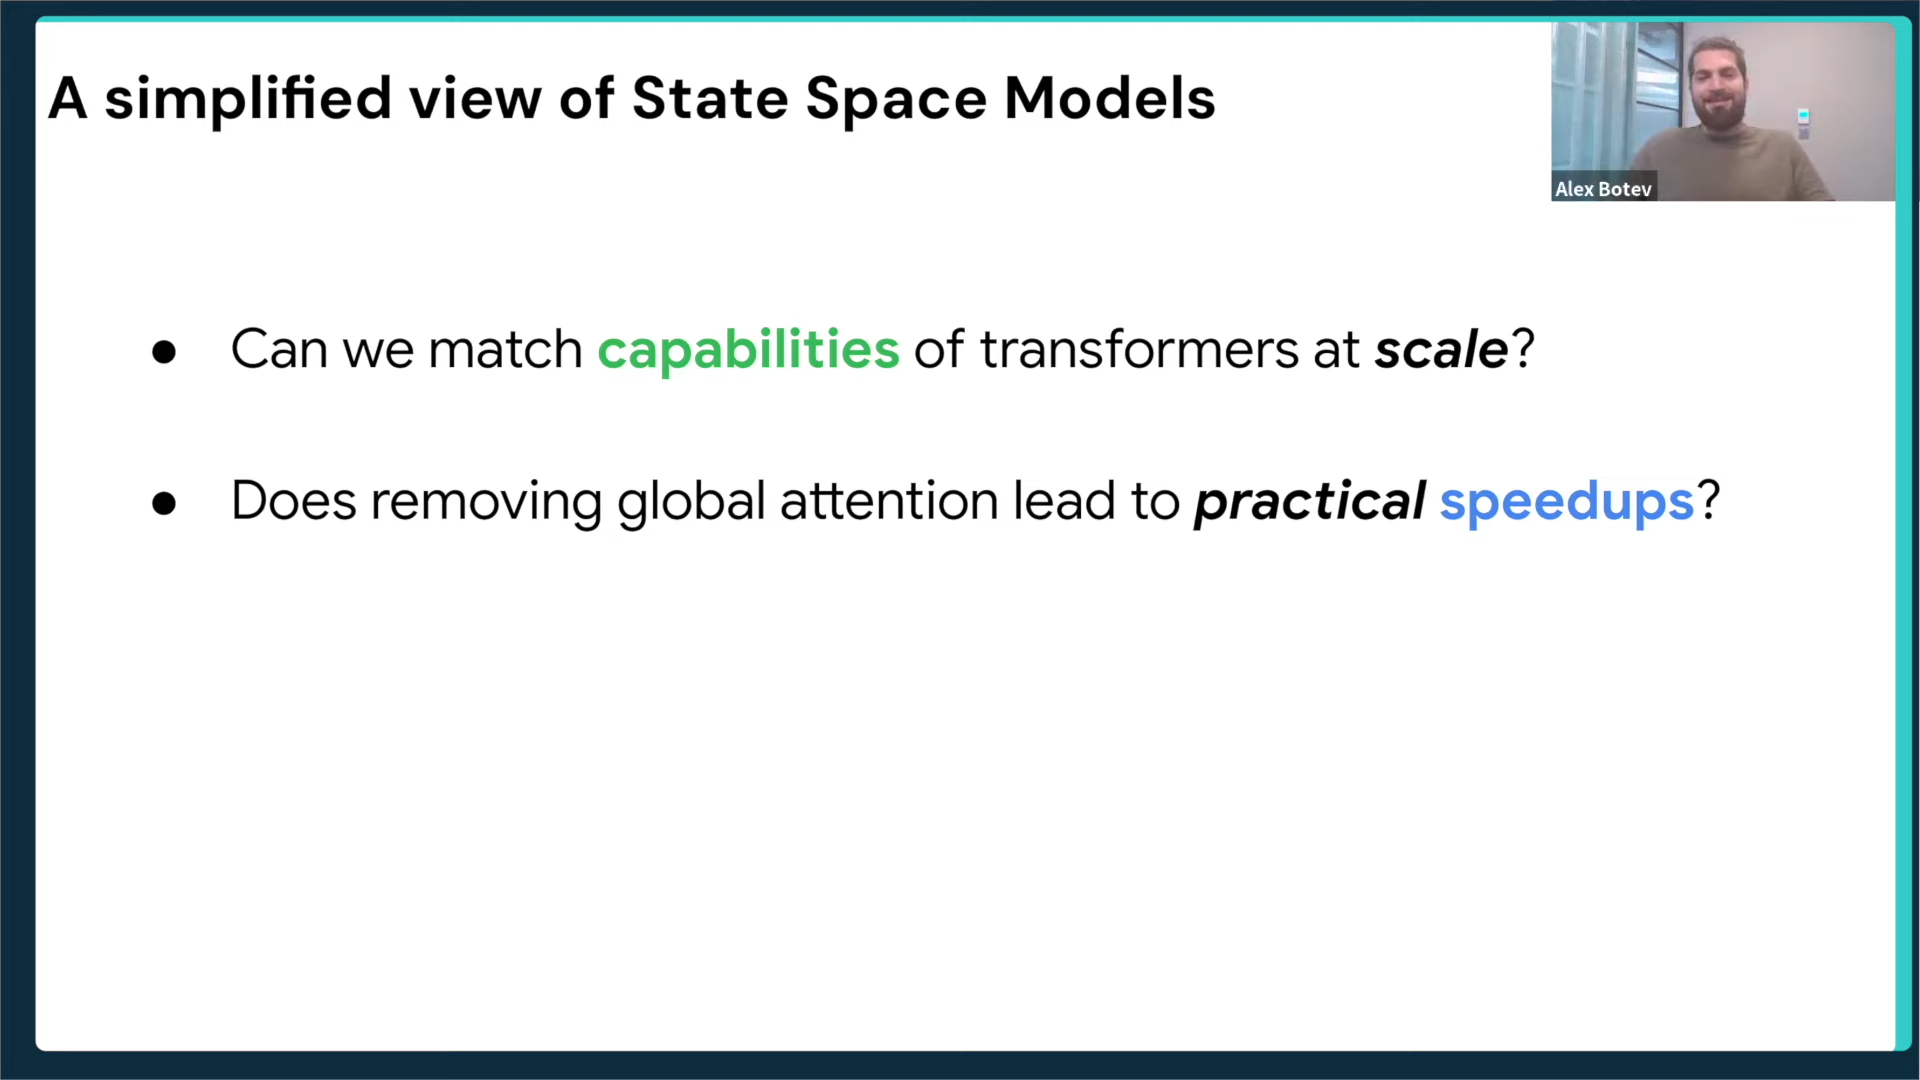 A simplified view of State Space Models
Alex Botev
● Can we match capabilities of transformers at scale?
● Does removing global attention lead to practical speedups?